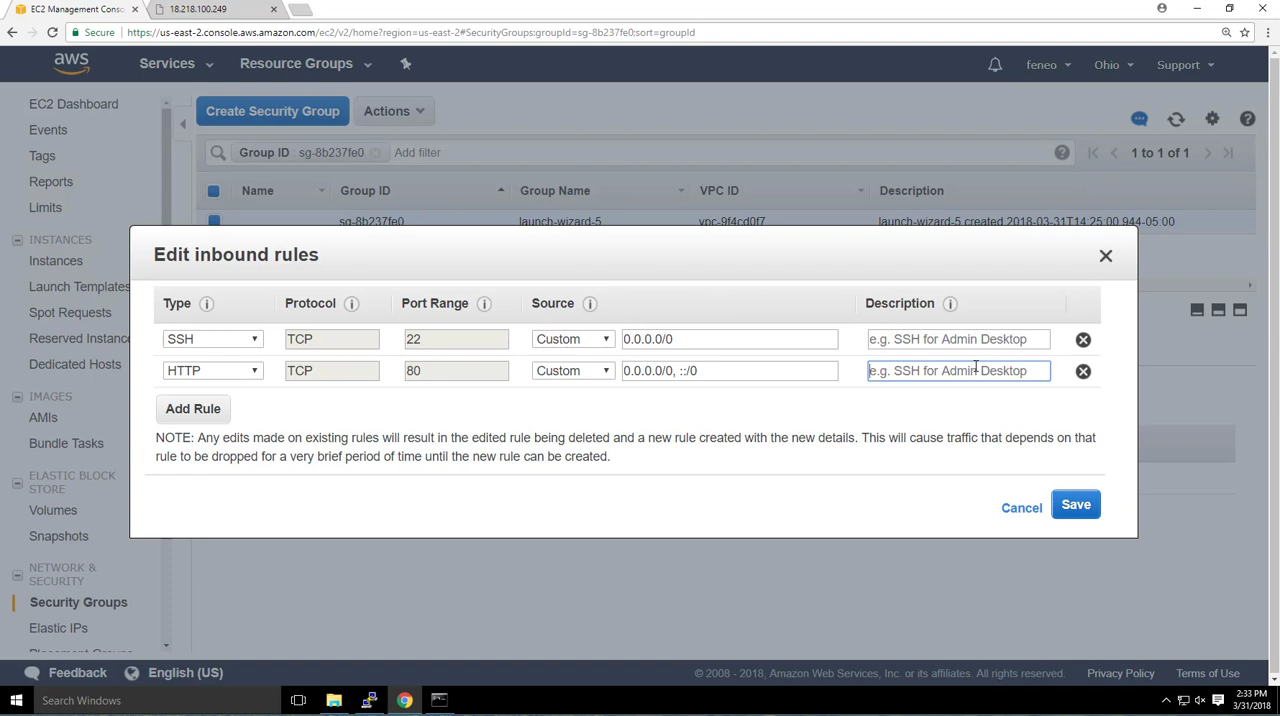 EC2 Management Conso
18.218.100.249
Secure
https://us-east-2.console.aws.amazon.com/ec2/v2/home?region=us-east-2#SecurityGroups:groupId=sg-8b237fe0;sort=groupId
aws
Services
Resource Groups
feneo
Ohio
Support
EC2 Dashboard
Events
Tags
Reports
Limits
INSTANCES
Instances
Launch Templates
Spot Requests
Reserved Instance
Dedicated Hosts
IMAGES
AMIs
Bundle Tasks
ELASTIC BLOCK
STORE
Volumes
Snapshots
NETWORK &
SECURITY
Security Groups
Elastic IPs
Placement Groups
Create Security Group
Actions
Group ID : sg-8b237fe0
Add filter
1 to 1 of 1
Name
Group ID
Group Name
VPC ID
Description
sg-8b237fe0
launch-wizard-5
vpc-9f4cd0f7
launch-wizard-5 created 2018-03-31T14:25:00.944-05:00
Edit inbound rules
Type
Protocol
Port Range
Source
Description
SSH
TCP
22
Custom
0.0.0.0/0
e.g. SSH for Admin Desktop
HTTP
TCP
80
Custom
0.0.0.0/0, ::/0
e.g. SSH for Admin Desktop
Add Rule
NOTE: Any edits made on existing rules will result in the edited rule being deleted and a new rule created with the new details. This will cause traffic that depends on that
rule to be dropped for a very brief period of time until the new rule can be created.
Cancel
Save
Feedback
English (US)
© 2008 - 2018, Amazon Web Services, Inc. or its affiliates. All rights reserved.
Privacy Policy
Terms of Use
Search Windows
2:33 PM
3/31/2018